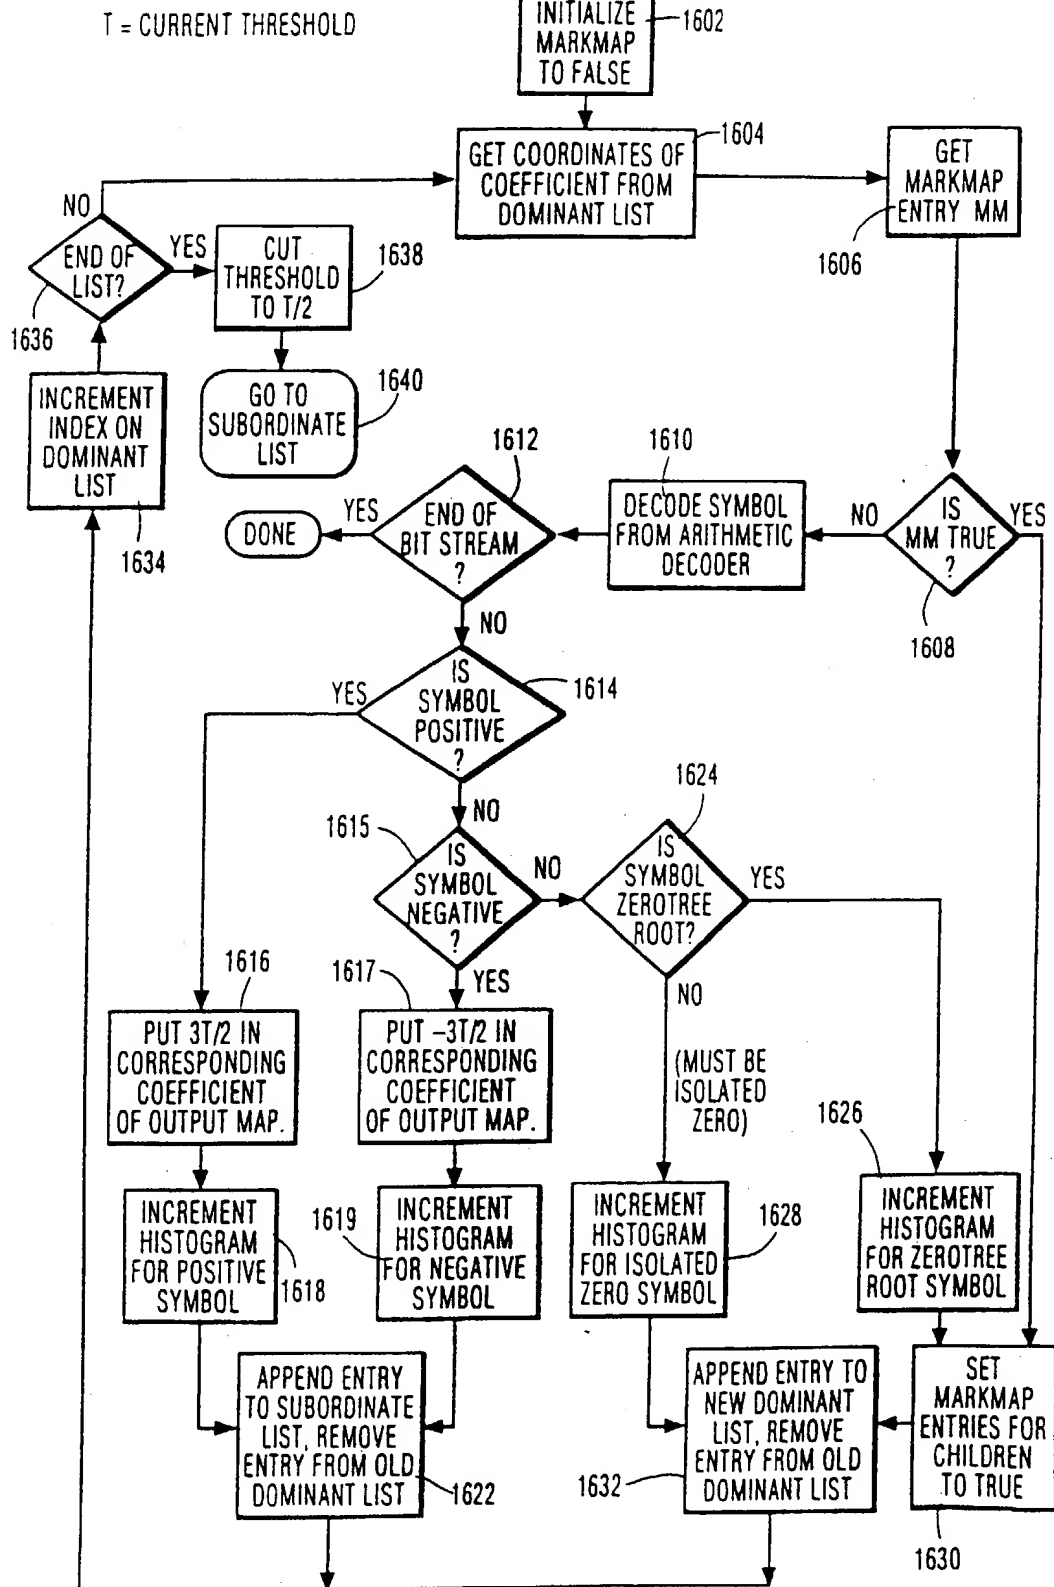 T = CURRENT THRESHOLD
INITIALIZE
MARKMAP
TO FALSE
1602
GET COORDINATES OF
COEFFICIENT FROM
DOMINANT LIST
1604
GET
MARKMAP
ENTRY MM
1606
NO
END OF
LIST?
1636
YES
CUT
THRESHOLD
TO T/2
1638
GO TO
SUBORDINATE
LIST
1640
INCREMENT
INDEX ON
DOMINANT
LIST
1634
IS
MM TRUE
?
1608
YES
NO
DECODE SYMBOL
FROM ARITHMETIC
DECODER
1610
END OF
BIT STREAM
?
1612
YES
DONE
NO
IS
SYMBOL
POSITIVE
?
1614
YES
NO
IS
SYMBOL
NEGATIVE
?
1615
NO
YES
IS
SYMBOL
ZEROTREE
ROOT?
1624
YES
NO
(MUST BE
ISOLATED
ZERO)
PUT 3T/2 IN
CORRESPONDING
COEFFICIENT
OF OUTPUT MAP.
1616
PUT –3T/2 IN
CORRESPONDING
COEFFICIENT
OF OUTPUT MAP.
1617
INCREMENT
HISTOGRAM
FOR POSITIVE
SYMBOL
1618
INCREMENT
HISTOGRAM
FOR NEGATIVE
SYMBOL
1619
INCREMENT
HISTOGRAM
FOR ISOLATED
ZERO SYMBOL
1628
INCREMENT
HISTOGRAM
FOR ZEROTREE
ROOT SYMBOL
1626
APPEND ENTRY
TO SUBORDINATE
LIST, REMOVE
ENTRY FROM OLD
DOMINANT LIST
1622
APPEND ENTRY TO
NEW DOMINANT
LIST, REMOVE
ENTRY FROM OLD
DOMINANT LIST
1632
SET
MARKMAP
ENTRIES FOR
CHILDREN
TO TRUE
1630